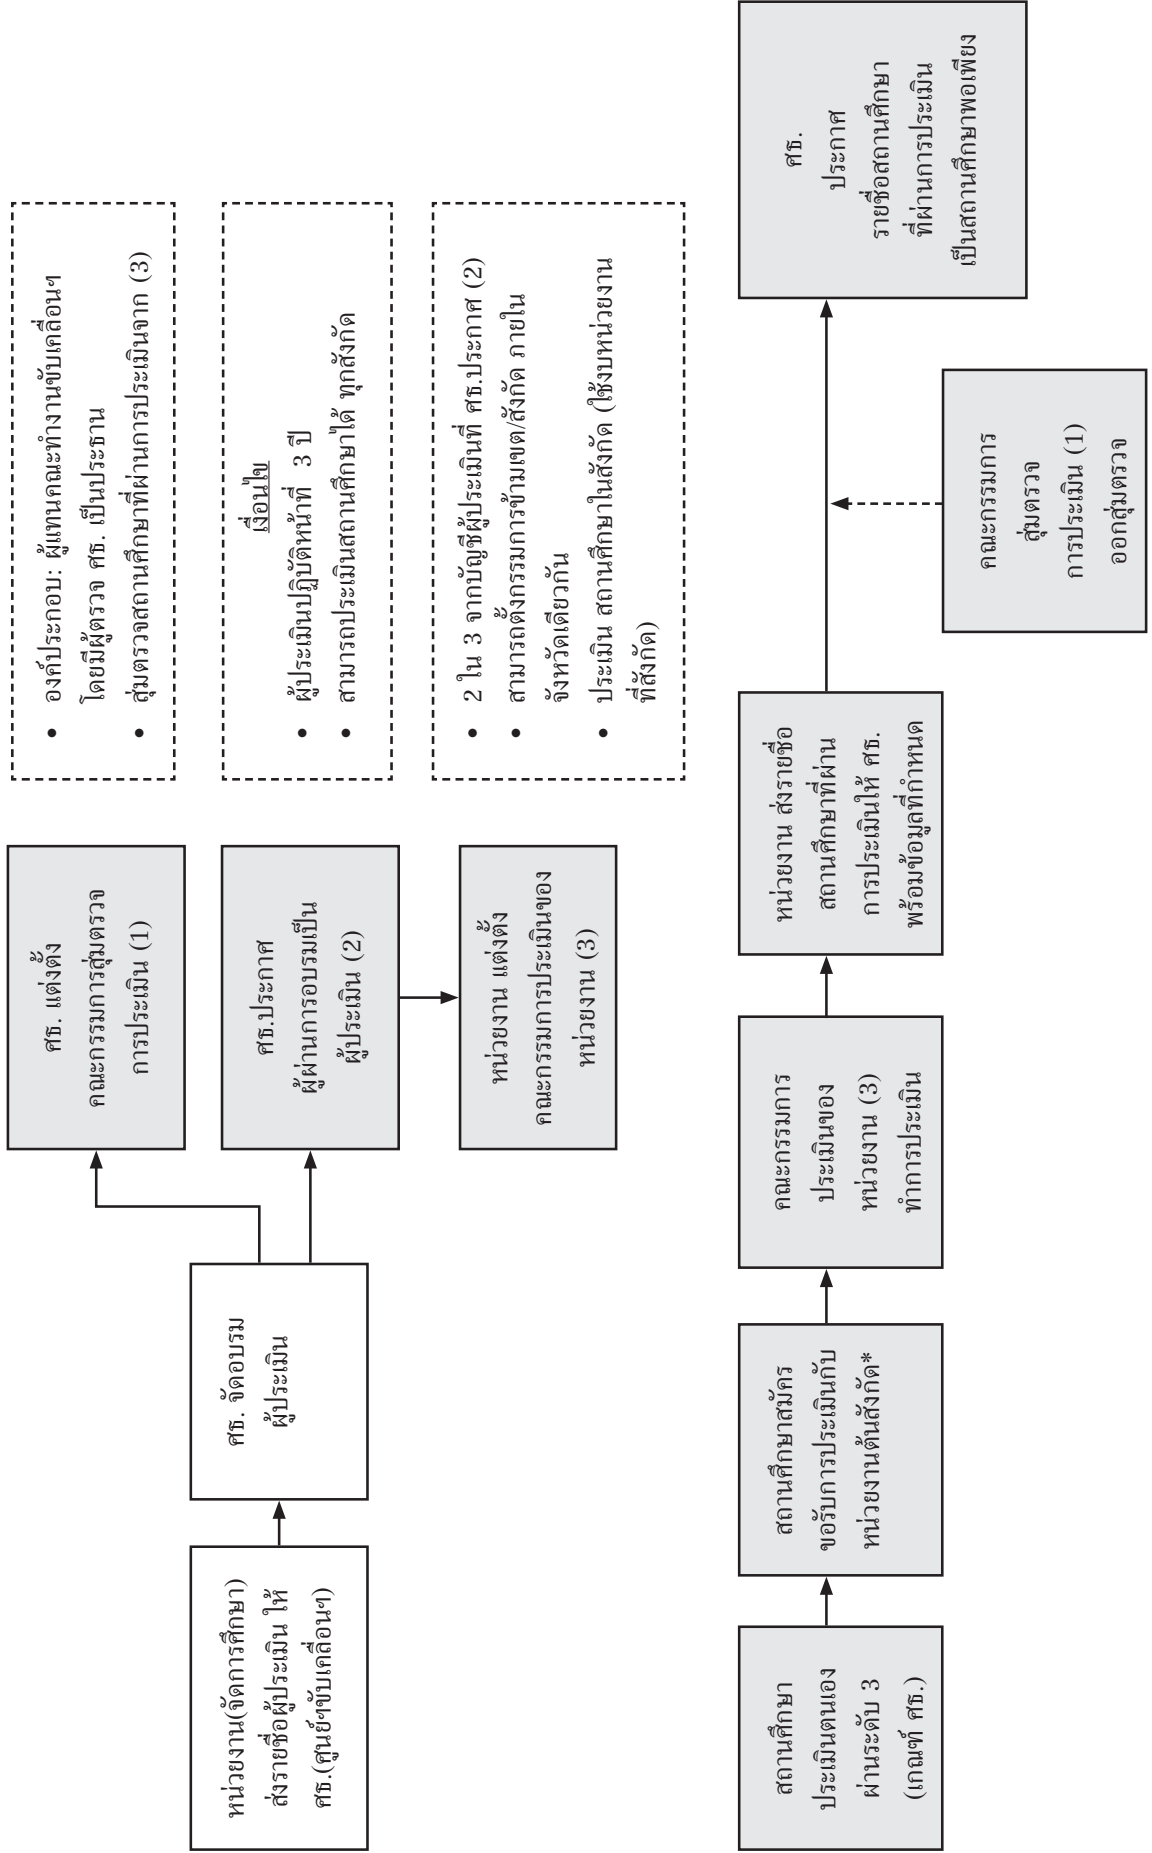 หน่วยงาน(จัดการศึกษา)
ส่งรายชื่อผู้ประเมิน ให้
ศธ.(ศูนย์ฯขับเคลื่อนฯ)
ศธ. จัดอบรม
ผู้ประเมิน
ศธ. แต่งตั้ง
คณะกรรมการสุ่มตรวจ
การประเมิน (1)
ศธ.ประกาศ
ผู้ผ่านการอบรมเป็น
ผู้ประเมิน (2)
หน่วยงาน แต่งตั้ง
คณะกรรมการประเมินของ
หน่วยงาน (3)
• องค์ประกอบ: ผู้แทนคณะทำงานขับเคลื่อนฯ
โดยมีผู้ตรวจ ศธ. เป็นประธาน
• สุ่มตรวจสถานศึกษาที่ผ่านการประเมินจาก (3)
เงื่อนไข
• ผู้ประเมินปฏิบัติหน้าที่ 3 ปี
• สามารถประเมินสถานศึกษาได้ ทุกสังกัด
• 2 ใน 3 จากบัญชีผู้ประเมินที่ ศธ.ประกาศ (2)
• สามารถตั้งกรรมการข้ามเขต/สังกัด ภายใน
จังหวัดเดียวกัน
• ประเมิน สถานศึกษาในสังกัด (ใช้งบหน่วยงาน
ที่สังกัด)
สถานศึกษา
ประเมินตนเอง
ผ่านระดับ 3
(เกณฑ์ ศธ.)
สถานศึกษาสมัคร
ขอรับการประเมินกับ
หน่วยงานต้นสังกัด*
คณะกรรมการ
ประเมินของ
หน่วยงาน (3)
ทำการประเมิน
หน่วยงาน ส่งรายชื่อ
สถานศึกษาที่ผ่าน
การประเมินให้ ศธ.
พร้อมข้อมูลที่กำหนด
คณะกรรมการ
สุ่มตรวจ
การประเมิน (1)
ออกสุ่มตรวจ
ศธ.
ประกาศ
รายชื่อสถานศึกษา
ที่ผ่านการประเมิน
เป็นสถานศึกษาพอเพียง